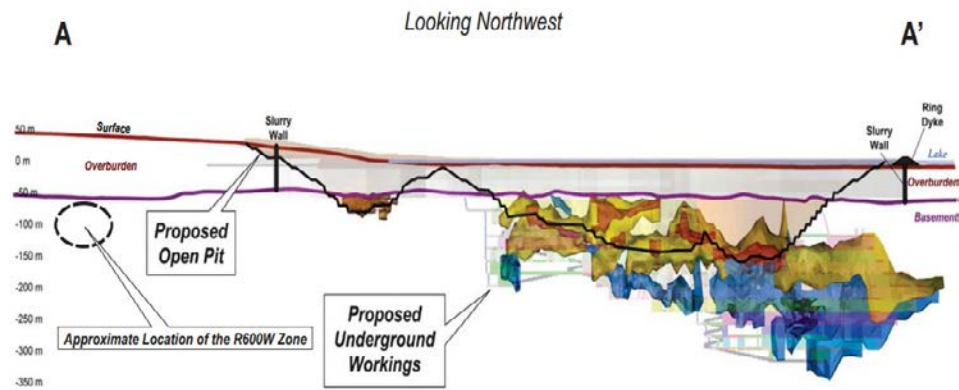 Looking Northwest
A
A'
50 m
Surface
Slurry
Wall
Slurry
Wall
Ring
Dyke
Lake
0 m
Overburden
Overburden
-50 m
Basement
-100 m
Proposed
Open Pit
-150 m
-200 m
-250 m
Approximate Location of the R600W Zone
Proposed
Underground
Workings
-300 m
-350 m